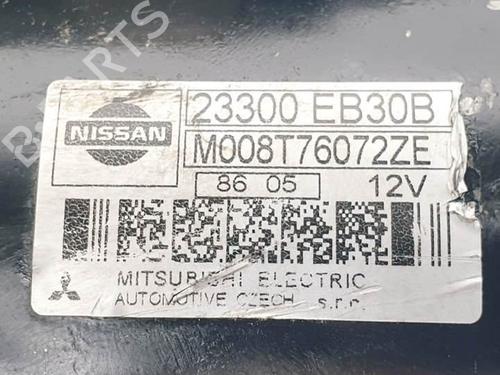 NISSAN
23300 EB30B
M008T76072ZE
86 05 12V
MITSUBISHI ELECTRIC
AUTOMOTIVE CZECH s.r.o.
PARTS